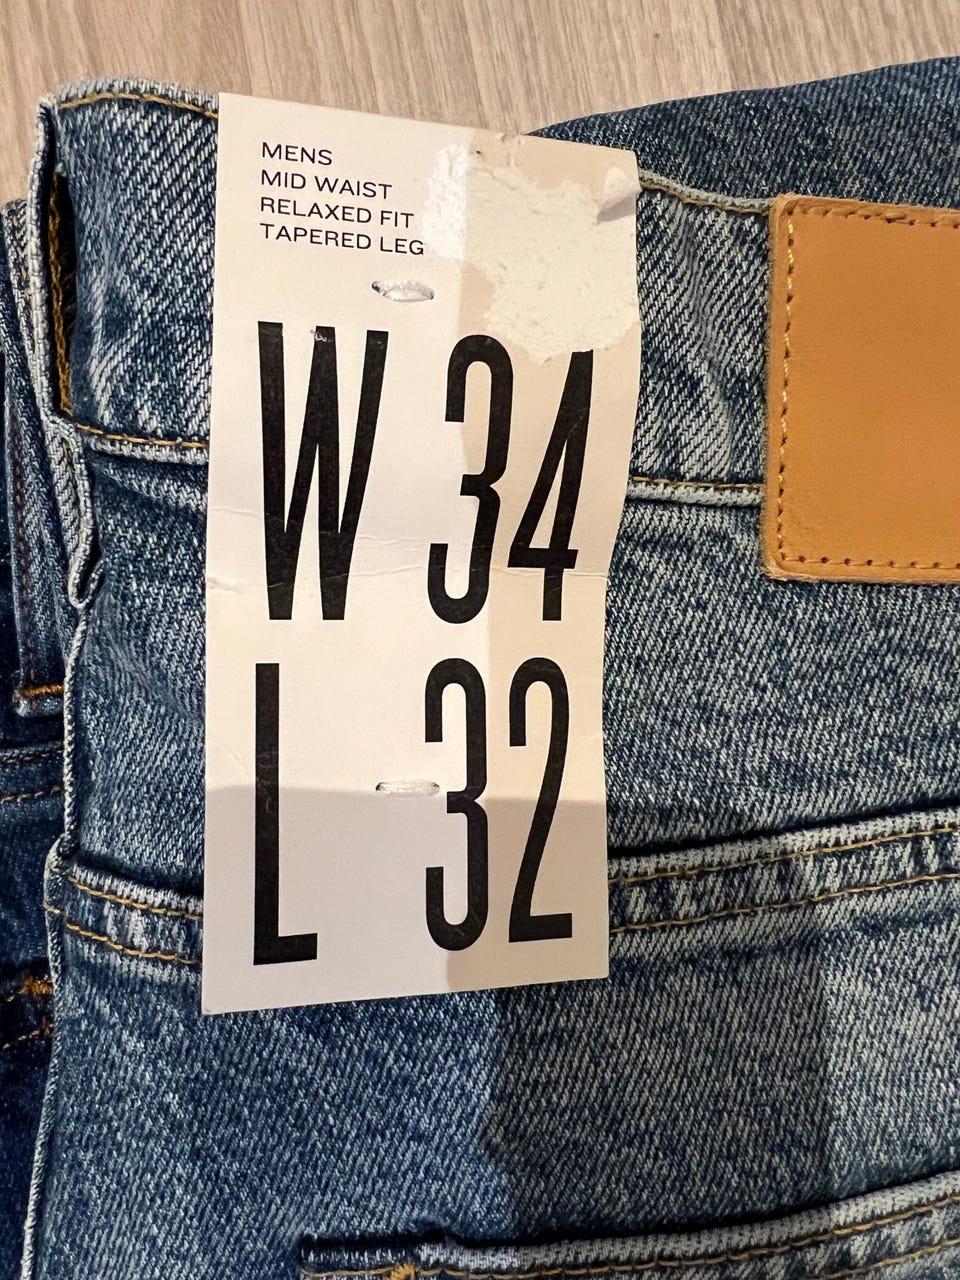 MENS
MID WAIST
RELAXED FIT
TAPERED LEG
W 34
L 32